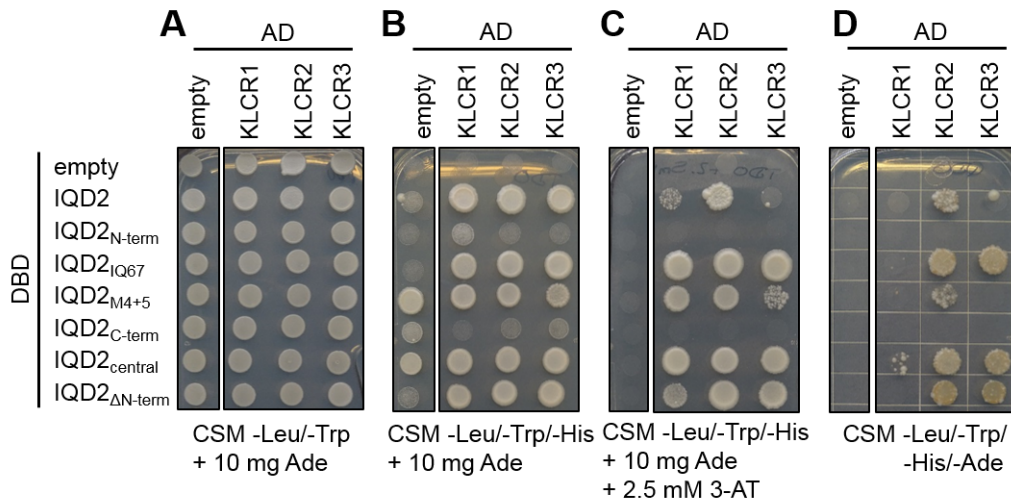 A B C D
AD AD AD AD
empty KLCR1 KLCR2 KLCR3 empty KLCR1 KLCR2 KLCR3 empty KLCR1 KLCR2 KLCR3 empty KLCR1 KLCR2 KLCR3
DBD
empty
IQD2
IQD2N-term
IQD2IQ67
IQD2M4+5
IQD2C-term
IQD2central
IQD2ΔN-term
CSM -Leu/-Trp
+ 10 mg Ade
CSM -Leu/-Trp/-His
+ 10 mg Ade
CSM -Leu/-Trp/-His
+ 10 mg Ade
+ 2.5 mM 3-AT
CSM -Leu/-Trp/
-His/-Ade